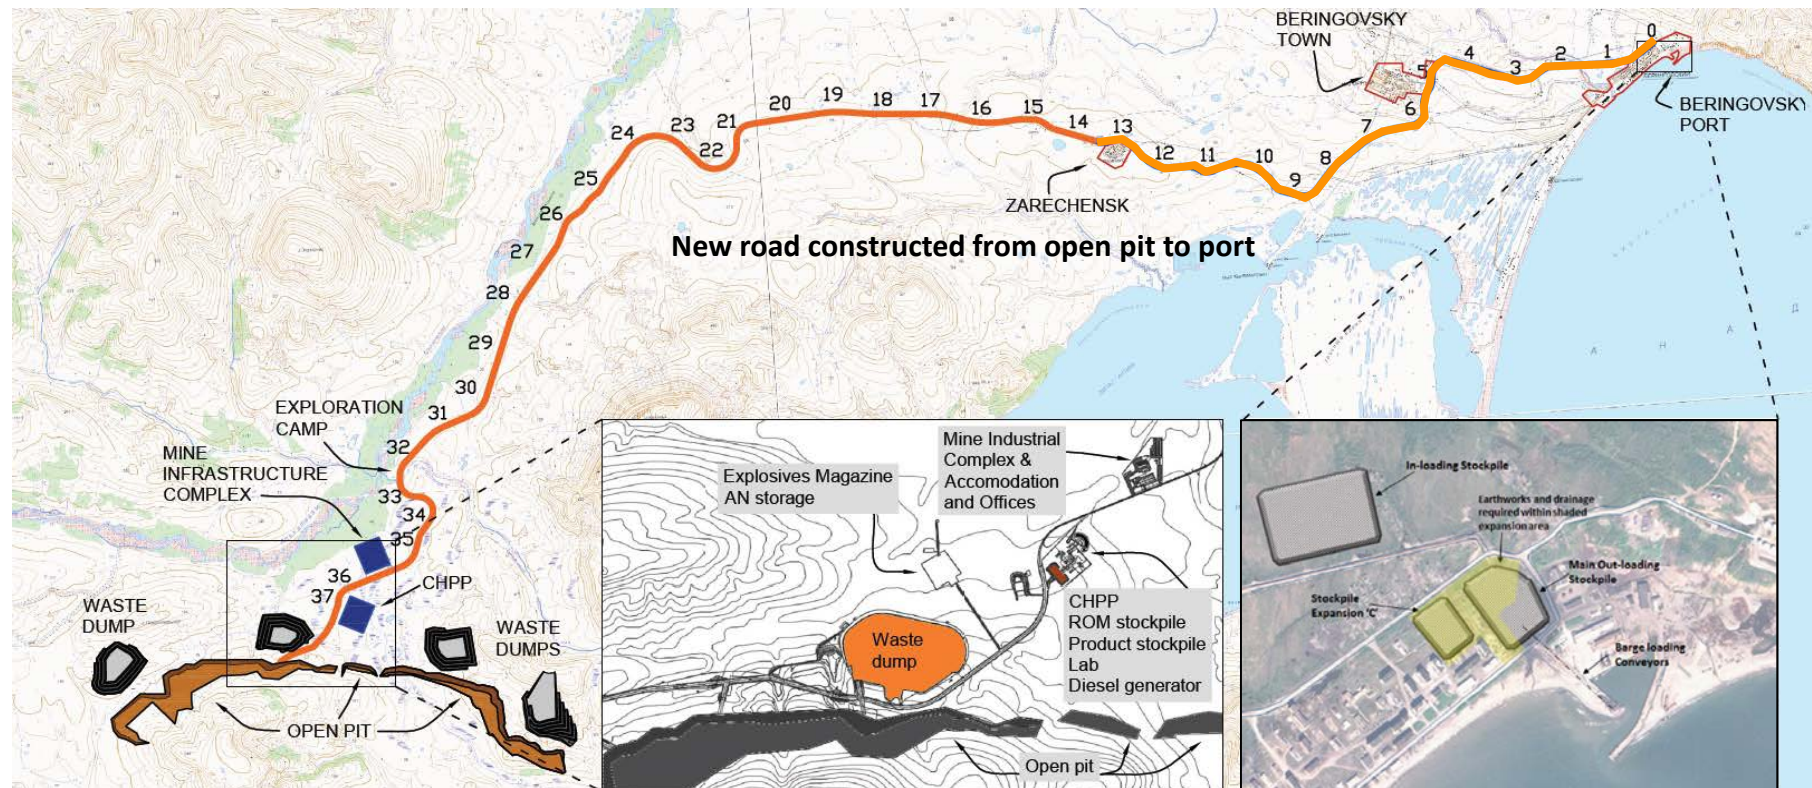 BERINGOVSKY
TOWN
0
1
2
3
4
5
6
7
8
9
10
11
12
13
14
15
16
17
18
19
20
21
22
23
24
25
26
27
28
29
30
31
32
33
34
35
36
37
BERINGOVSKY
PORT
ZARECHENSK
New road constructed from open pit to port
EXPLORATION
CAMP
MINE
INFRASTRUCTURE
COMPLEX
CHPP
WASTE
DUMP
WASTE
DUMPS
OPEN PIT
Explosives Magazine
AN storage
Mine Industrial
Complex &
Accomodation
and Offices
Waste
dump
CHPP
ROM stockpile
Product stockpile
Lab
Diesel generator
Open pit
In-loading Stockpile
Earthworks and drainage
required within shaded
expansion area
Main Out-loading
Stockpile
Stockpile
Expansion 'C'
Barge loading
Conveyors
А Н А Д